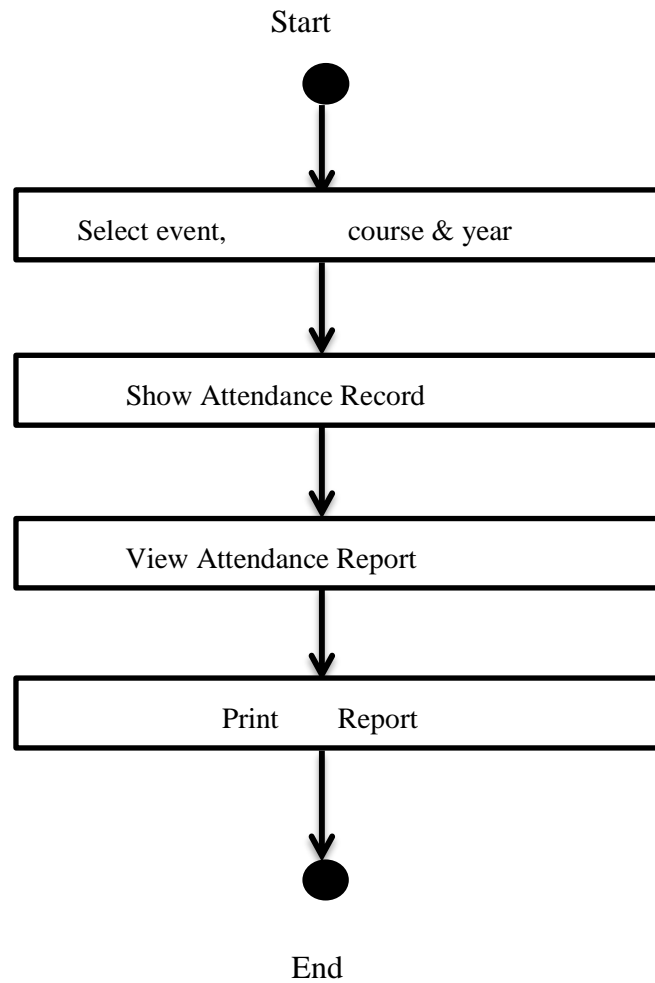 Start
Select event, course & year
Show Attendance Record
View Attendance Report
Print Report
End